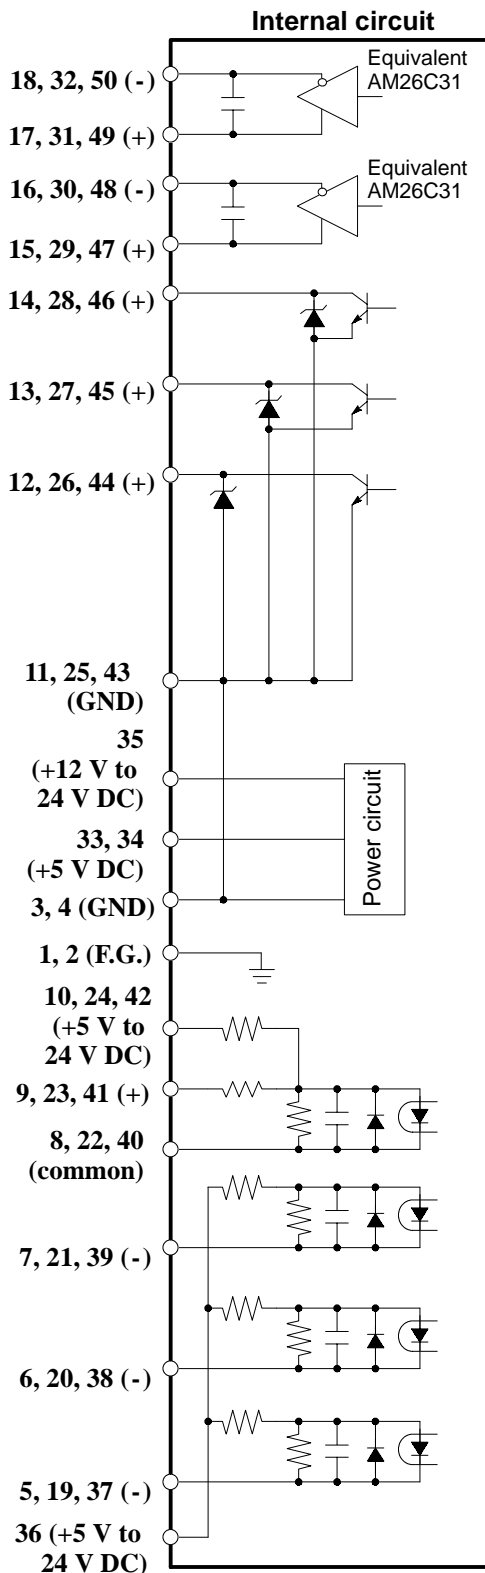 Internal circuit
Equivalent
AM26C31
18, 32, 50 (-)
17, 31, 49 (+)
Equivalent
AM26C31
16, 30, 48 (-)
15, 29, 47 (+)
14, 28, 46 (+)
13, 27, 45 (+)
12, 26, 44 (+)
11, 25, 43
(GND)
35
(+12 V to
24 V DC)
33, 34
(+5 V DC)
3, 4 (GND)
Power circuit
1, 2 (F.G.)
10, 24, 42
(+5 V to
24 V DC)
9, 23, 41 (+)
8, 22, 40
(common)
7, 21, 39 (-)
6, 20, 38 (-)
5, 19, 37 (-)
36 (+5 V to
24 V DC)